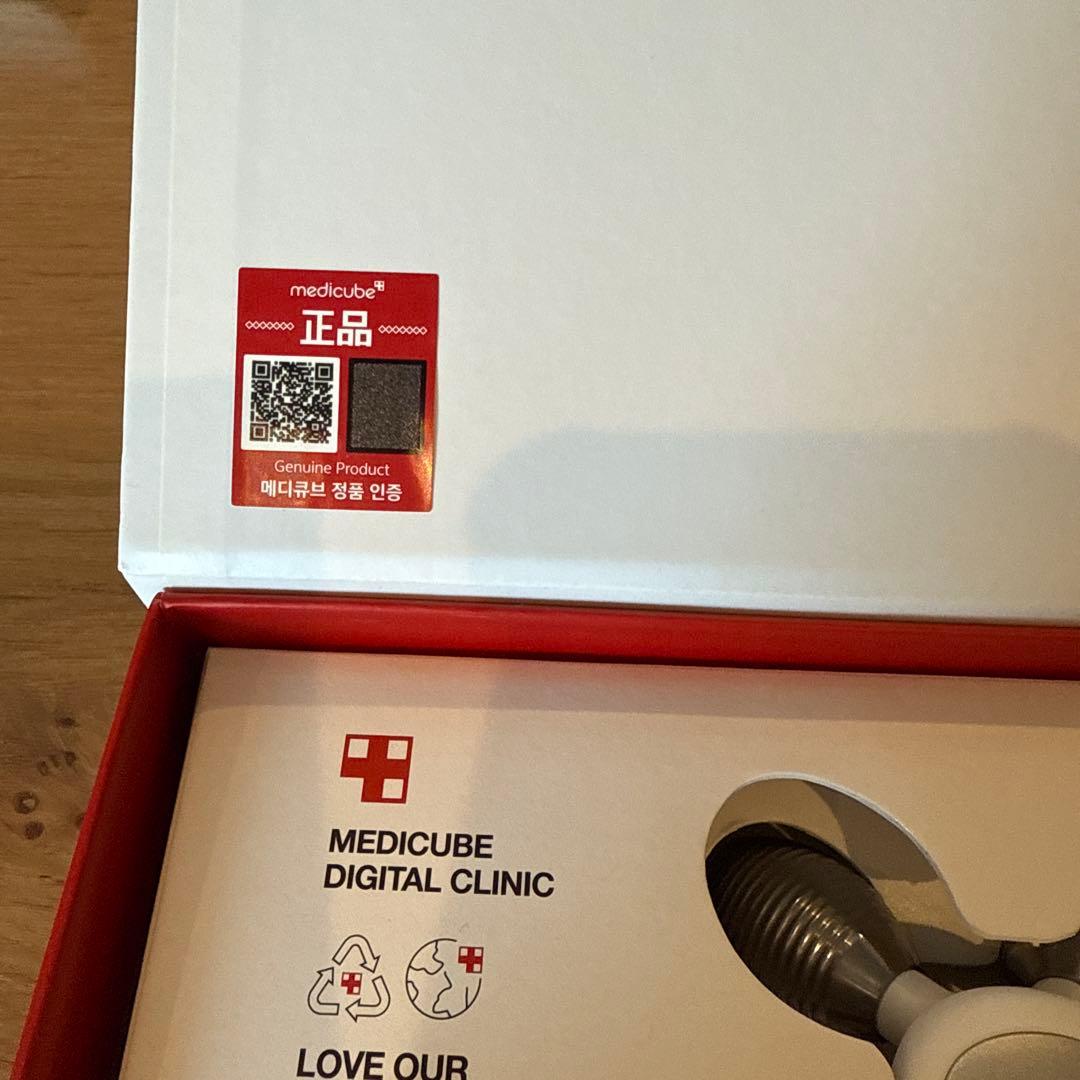 medicube
正品
Genuine Product
메디큐브 정품 인증
MEDICUBE
DIGITAL CLINIC
LOVE OUR